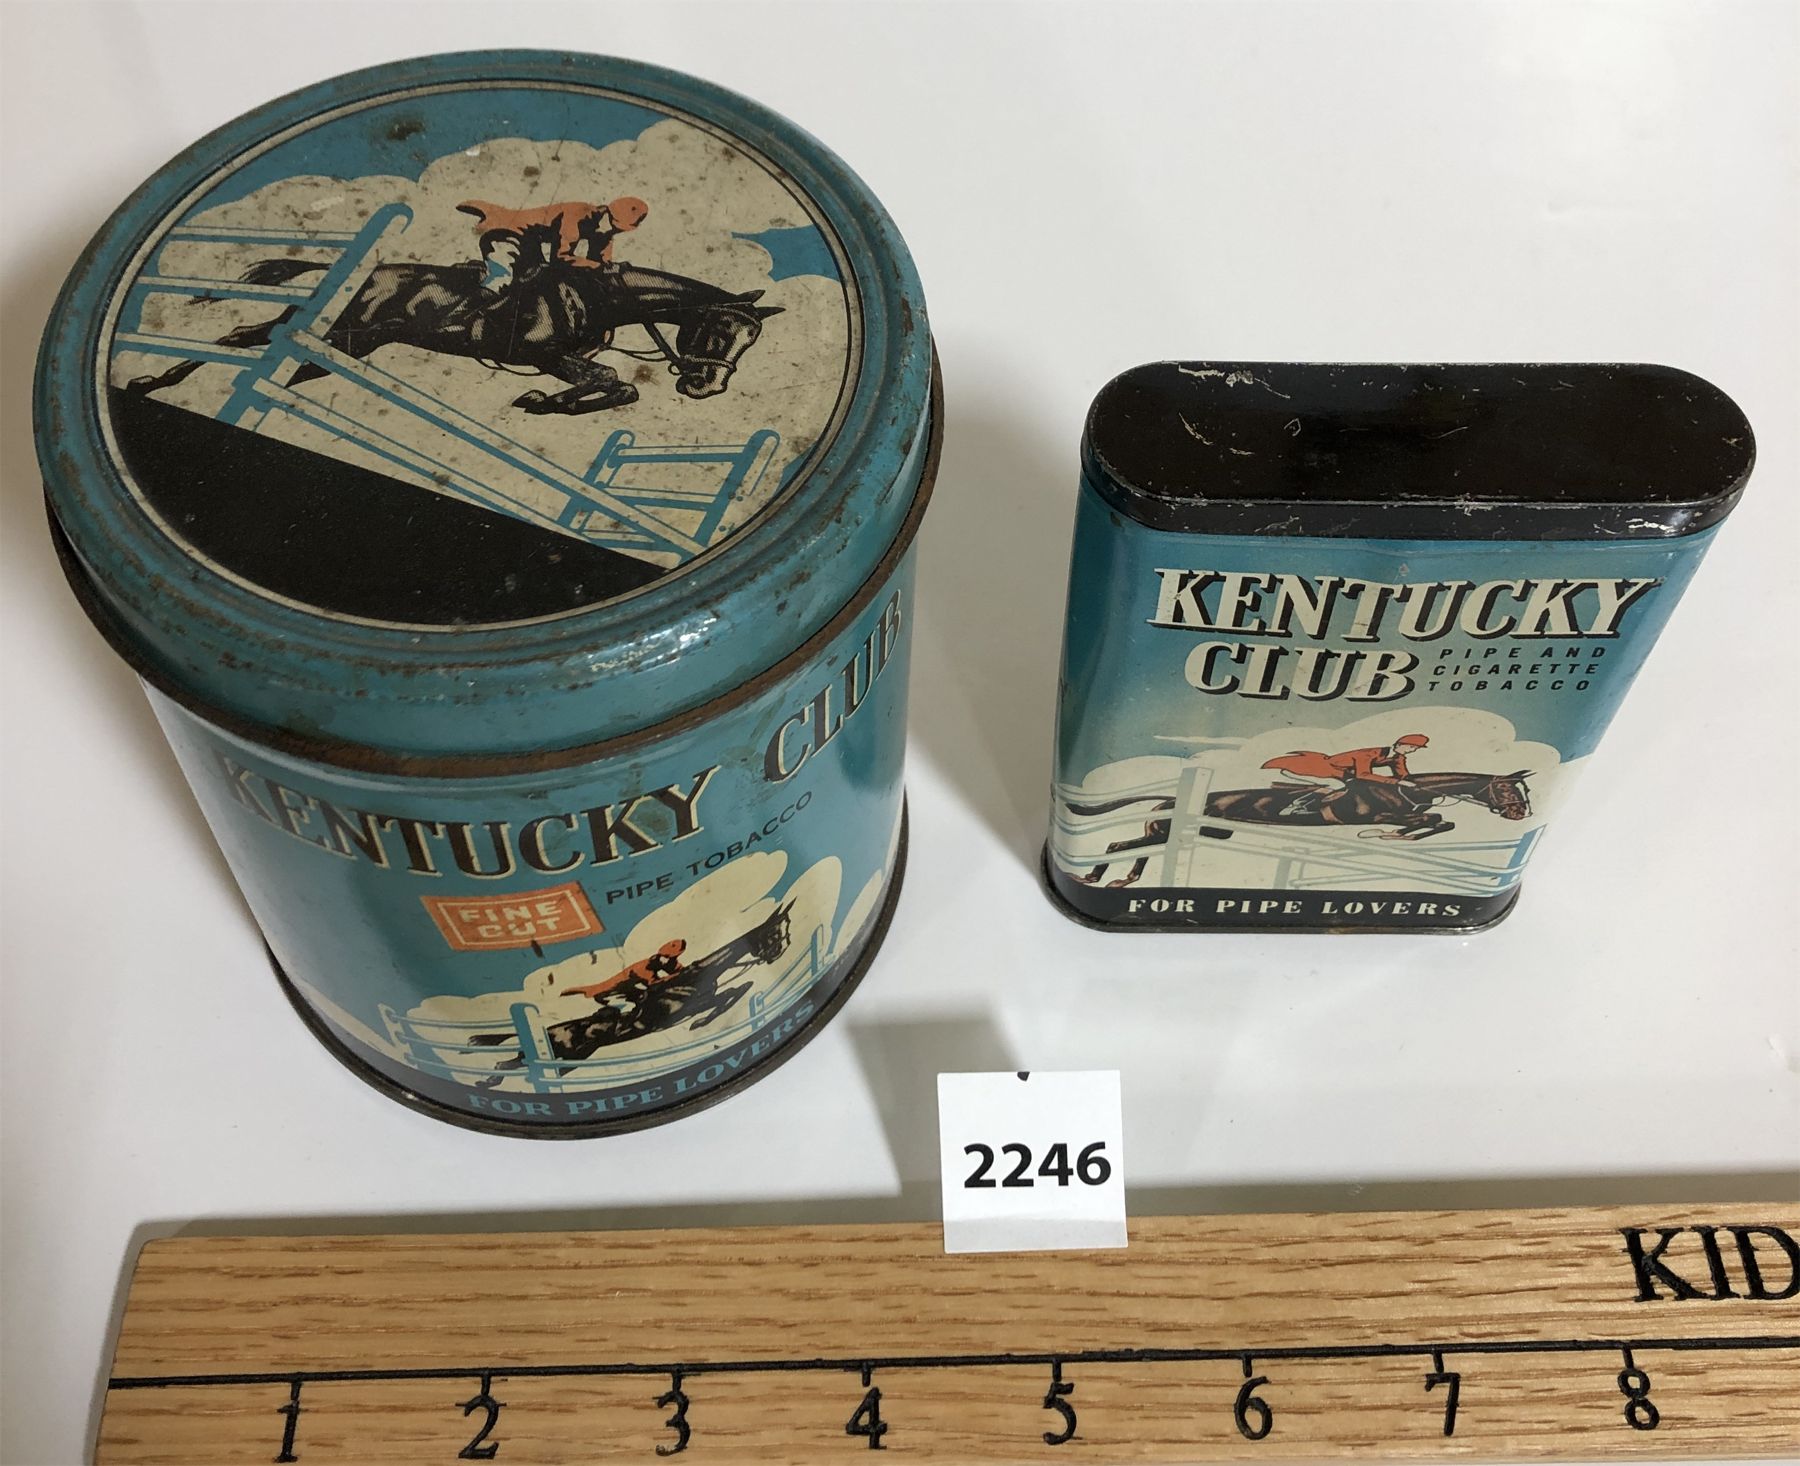 KENTUCKY CLUB
PIPE TOBACCO
FINE
CUT
FOR PIPE LOVERS
KENTUCKY
CLUB
PIPE AND
CIGARETTE
TOBACCO
FOR PIPE LOVERS
2246
KID
1 2 3 4 5 6 7 8